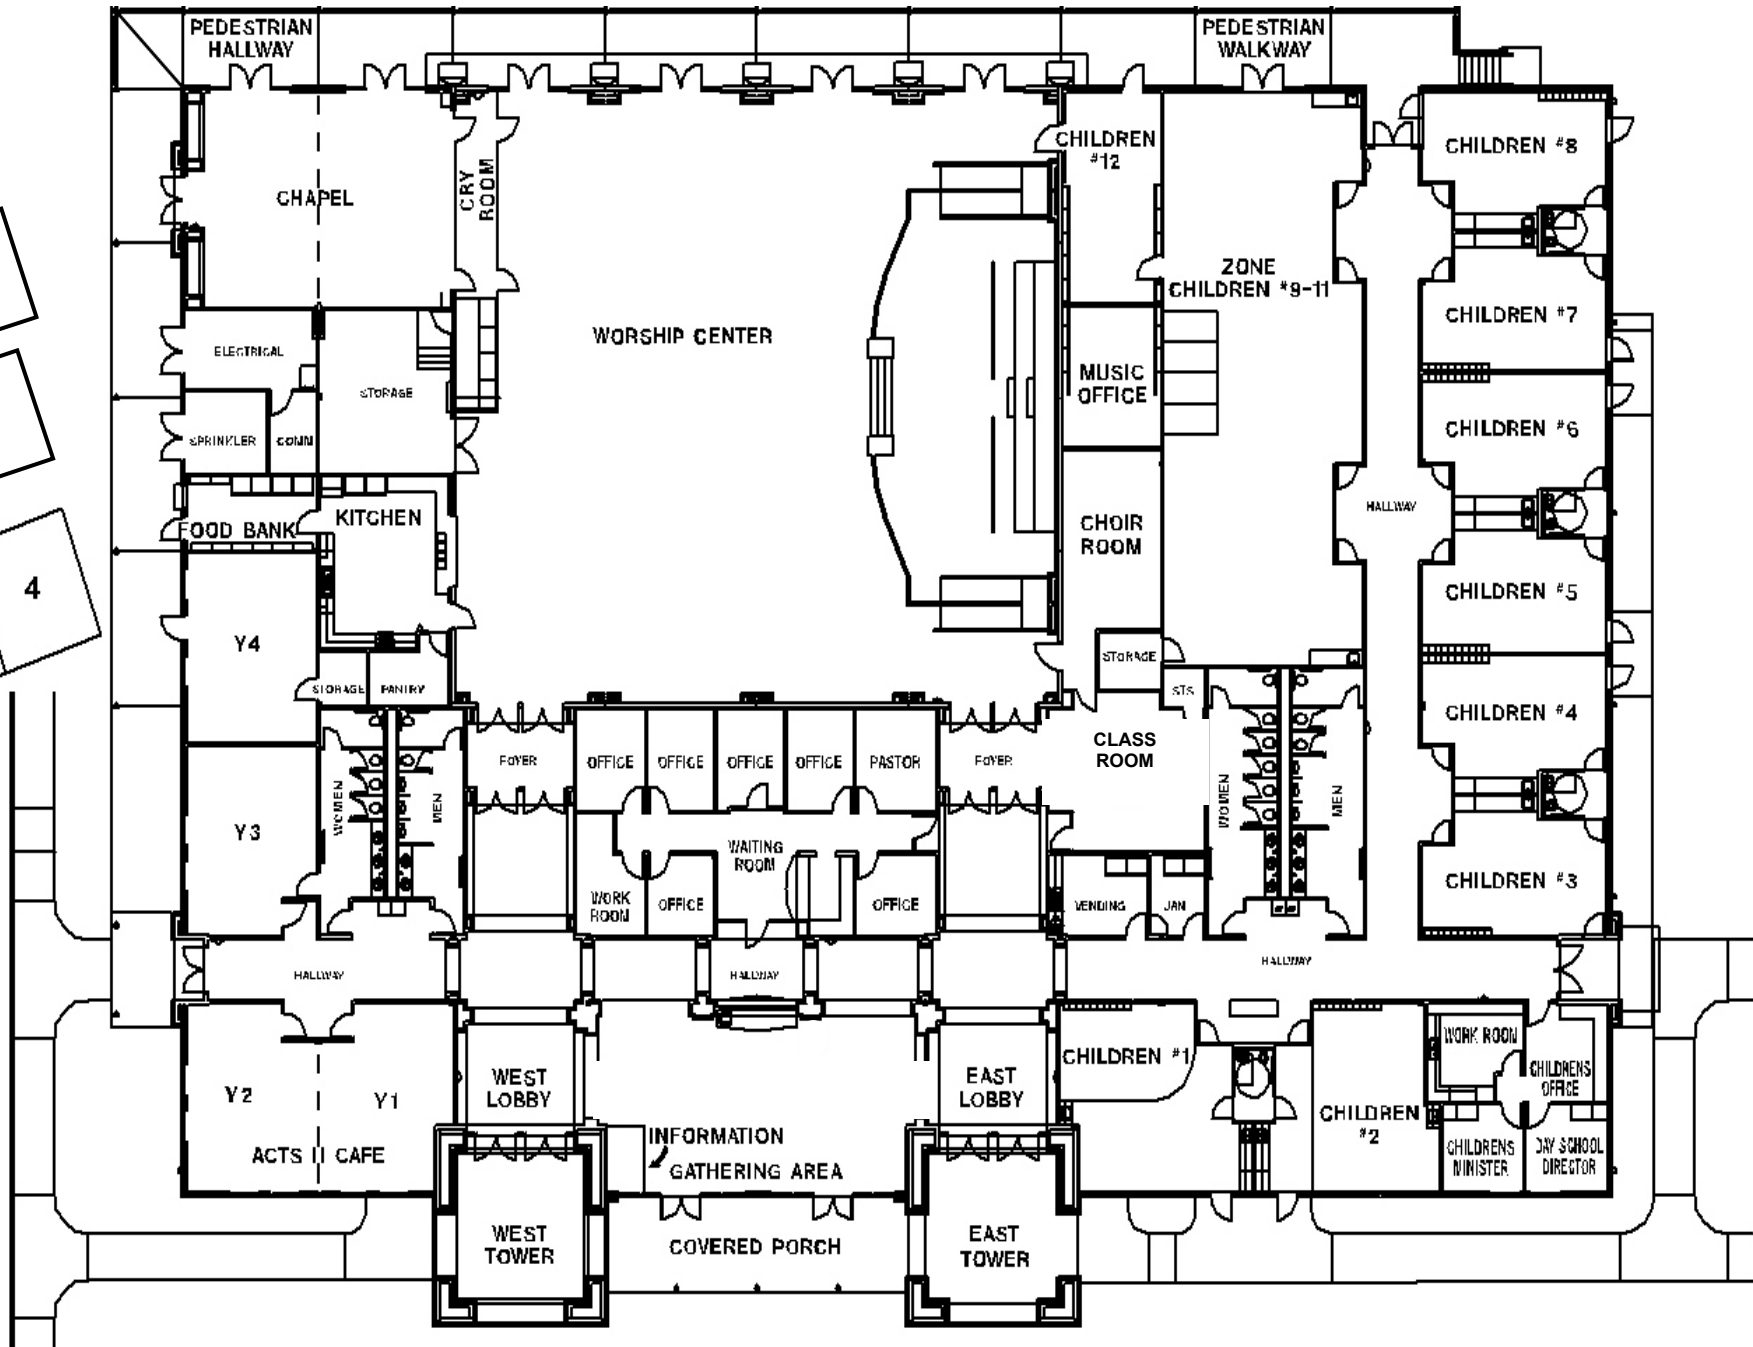 PEDESTRIAN
HALLWAY
PEDESTRIAN
WALKWAY
CHAPEL
CRY
ROOM
CHILDREN
#12
CHILDREN #8
ZONE
CHILDREN #9-11
CHILDREN #7
WORSHIP CENTER
ELECTRICAL
STORAGE
MUSIC
OFFICE
SPRINKLER
COMM
CHILDREN #6
FOOD BANK
KITCHEN
CHOIR
ROOM
HALLWAY
4
CHILDREN #5
Y4
STORAGE
STORAGE
PANTRY
STS
CHILDREN #4
FOYER
OFFICE
OFFICE
OFFICE
OFFICE
PASTOR
FOYER
CLASS
ROOM
WOMEN
MEN
WOMEN
MEN
Y3
WAITING
ROOM
CHILDREN #3
WORK
ROOM
OFFICE
OFFICE
VENDING
JAN
HALLWAY
HALLWAY
HALLWAY
WORK ROOM
CHILDREN #1
CHILDRENS
OFFICE
Y2
Y1
WEST
LOBBY
EAST
LOBBY
CHILDREN
#2
ACTS II CAFE
INFORMATION
GATHERING AREA
CHILDRENS
MINISTER
DAY SCHOOL
DIRECTOR
WEST
TOWER
COVERED PORCH
EAST
TOWER